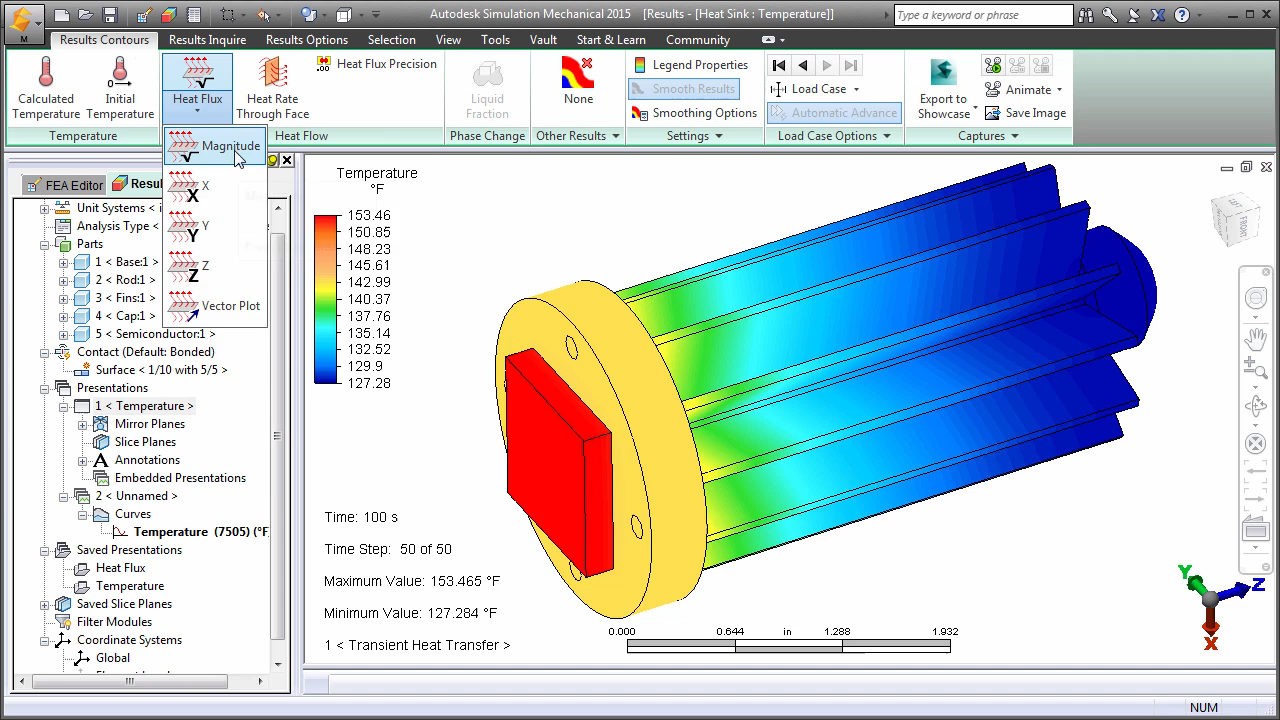 Autodesk Simulation Mechanical 2015 [Results - [Heat Sink : Temperature]]
Type a keyword or phrase
M
Results Contours
Results Inquire
Results Options
Selection
View
Tools
Vault
Start & Learn
Community
Calculated
Temperature
Initial
Temperature
Temperature
Heat Flux
Heat Rate
Through Face
Heat Flux Precision
Heat Flow
Liquid
Fraction
Phase Change
None
Other Results
Legend Properties
Smooth Results
Smoothing Options
Settings
Load Case
Automatic Advance
Load Case Options
Export to
Showcase
Animate
Save Image
Captures
Magnitude
X
X
Y
Y
Z
Z
Vector Plot
FEA Editor
Resul
Unit Systems < i
Analysis Type <
Parts
1 < Base:1 >
2 < Rod:1 >
3 < Fins:1 >
4 < Cap:1 >
5 < Semiconductor:1 >
Contact (Default: Bonded)
Surface < 1/10 with 5/5 >
Presentations
1 < Temperature >
Mirror Planes
Slice Planes
Annotations
Embedded Presentations
2 < Unnamed >
Curves
Temperature (7505) (°F
Saved Presentations
Heat Flux
Temperature
Saved Slice Planes
Filter Modules
Coordinate Systems
Global
Temperature
°F
153.46
150.85
148.23
145.61
142.99
140.37
137.76
135.14
132.52
129.9
127.28
Time: 100 s
Time Step: 50 of 50
Maximum Value: 153.465 °F
Minimum Value: 127.284 °F
1 < Transient Heat Transfer >
0.000
0.644
in
1.288
1.932
FRONT
Y
Z
X
NUM